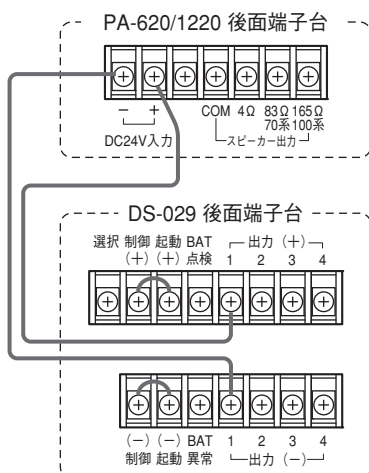 PA-620/1220 後面端子台
− + COM 4Ω 83Ω 165Ω
70系 100系
DC24V入力 スピーカー出力
DS-029 後面端子台
選択 制御 起動 BAT 出力（+）
（+）（+）点検 1 2 3 4
（−）（−）BAT 1 2 3 4
制御 起動 異常 出力（−）